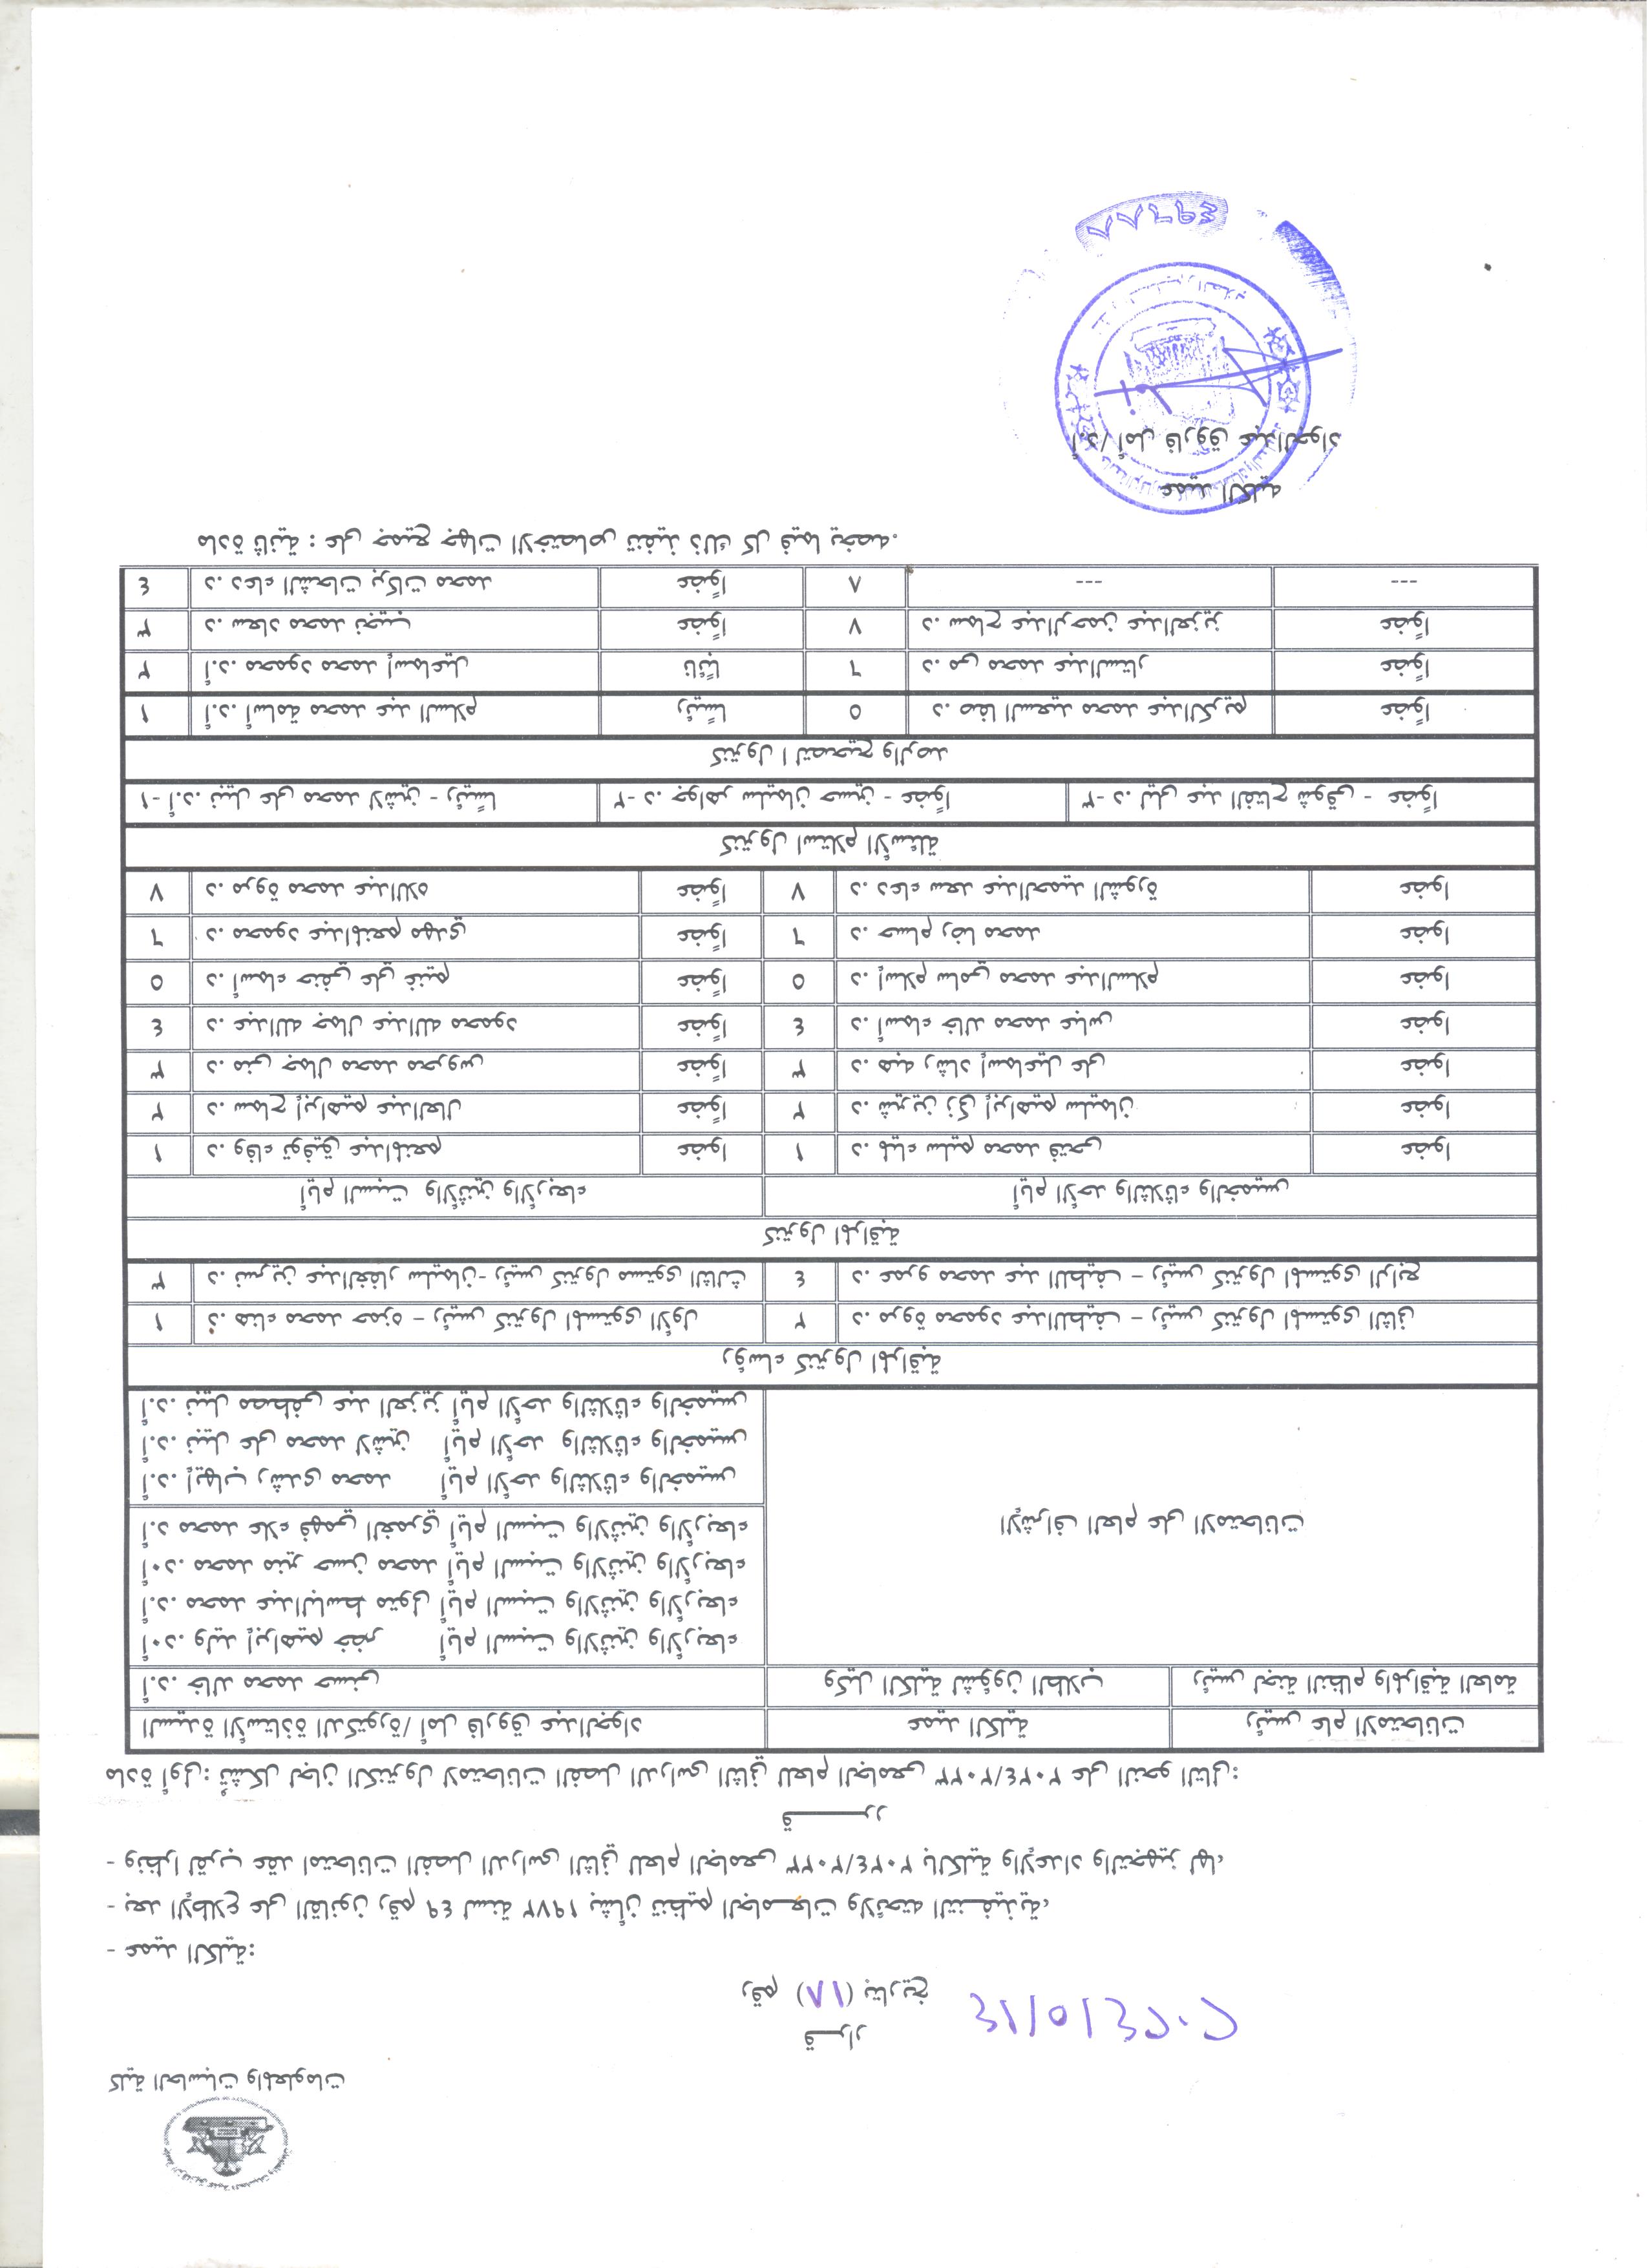 كلية الحاسبات والمعلومات
قـــرار
رقم (١٨) بتاريخ ١٤/٥/٢٠٢٤
- عميد الكلية:
- بعد الإطلاع على القانون رقم ٤٩ لسنة ١٩٧٢ بشأن تنظيم الجامـعات ولائحته التنـــفيذية،
- ونظرا لقرب عقد امتحانات الفصل الدراسى الثاني للعام الجامعى ٢٠٢٤/٢٠٢٣ بالكلية والإعداد والتجهيز لها،
قـــــــرر
مادة أولى: تُشكل لجان الكنترول لامتحانات الفصل الدراسى الثاني للعام الجامعى ٢٠٢٤/٢٠٢٣ على النحو التالى:
السيدة الأستاذة الدكتورة/ أمل فاروق عبدالجواد عميد الكلية رئيس عام الامتحانات
أ.د. خالد محمد حسنى وكيل الكلية لشؤون الطلاب رئيس لجنة النظام والمراقبة العامة
أ٠د. وليد إبراهيم خضر أيام السبت والاثنين والأربعاء
أ.د. محمد عبدالباسط متولى أيام السبت والاثنين والأربعاء
أ٠د. محمد منير حسن محمد أيام السبت والاثنين والأربعاء
أ.د محمد علاء فهمي الغمري أيام السبت والاثنين والأربعاء
الإشراف العام على الامتحانات
أ.د. إيهاب رشدى محمد أيام الأحد والثلاثاء والخميس
أ.د. نبيل على محمد لاشين أيام الأحد والثلاثاء والخميس
أ.د. نبيل مصطفى عبد العزيز أيام الأحد والثلاثاء والخميس
رؤساء كنترول المراقبة
١ د. هناء محمد حمزه – رئيس كنترول المستوى الأول ٢ د. مروة محمود عبداللطيف – رئيس كنترول المستوى الثانى
٣ د. نسرين عبدالغفار سليمان- رئيس كنترول مستوى الثالث ٤ د. عمرو محمد عبد اللطيف – رئيس كنترول المستوى الرابع
كنترول المراقبة
أيام السبت والأثنين والأربعاء أيام الأحد والثلاثاء والخميس
١ د. وفاء توفيق عبدالمنعم عضوا ١ د. لمياء سليم محمد فتحى عضوا
٢ د. سماح إبراهيم عبدالعال عضوًا ٢ د. شيرين زكى إبراهيم سليمان عضوا
٣ د. منى جمال محمد محروس عضوًا ٣ د. هبه رشاد إسماعيل على عضوا
٤ د. عبدالله جمال عبدالله محمود عضوًا ٤ د. أسماء خالد محمد عباس عضوا
٥ د. أسماء حنفي علي غنيم عضوًا ٥ د. إسلام سامي محمد عبدالسلام عضوا
٦ د. محمود عبدالمنعم مهدي عضوًا ٦ د. حسام رضا محمد عضوا
٧ د. مروة محمد عبداللاه عضوًا ٧ د. دعاء سعد عبدالحميد الشورة عضوا
كنترول استلام الأسئلة
١- أ.د. نبيل على محمد لاشين - رئيسًا ٢- د. جواهر سليمان حسين - عضوًا ٣- د. ليلى عبد الفتاح شوقى - عضوًا
كنترول ا لتصحيح والرصد
١ أ.د. أسامة محمد عبد السلام رئيسًا ٥ د. صفا السعيد محمد عبدالكريم عضوًا
٢ أ.د. محمود محمد إسماعيل نائبًا ٦ د. مى محمد عبدالستار عضوًا
٣ د. سعاد محمد نجيب عضوًا ٧ د. سماح عبدالرحمن عبدالعزيز عضوًا
٤ د. دعاء الشحات بركات محمد عضوًا ٨ --- ---
مادة ثانية : على جميع جهات الاختصاص تنفيذ ذلك كل فيما يخصه.
عميد الكليه
أ.د/ أمل فاروق عبدالجواد
٨٨٦٩٤